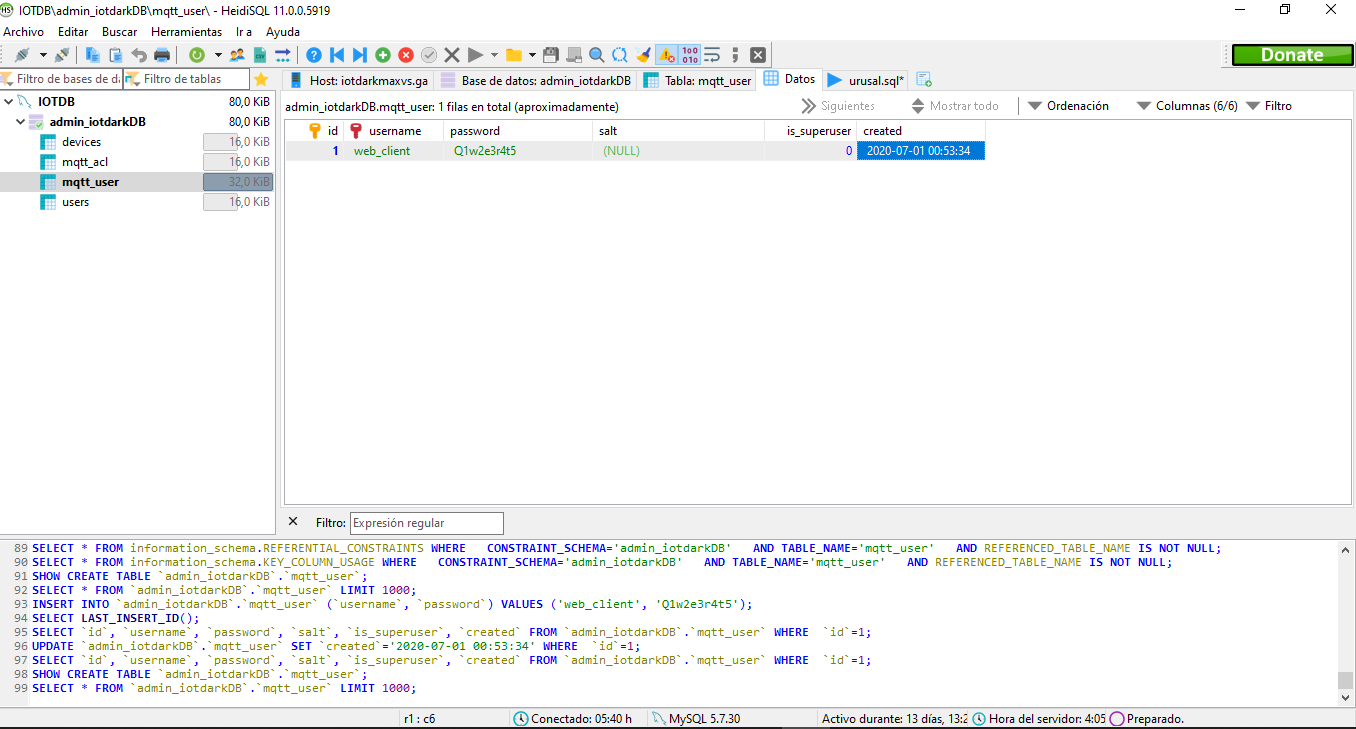 IOTDB\admin_iotdarkDB\mqtt_user\ - HeidiSQL 11.0.0.5919
Archivo Editar Buscar Herramientas Ir a Ayuda
Donate
Filtro de bases de da Filtro de tablas
Host: iotdarkmaxvs.ga Base de datos: admin_iotdarkDB Tabla: mqtt_user Datos urusal.sql*
IOTDB 80,0 KiB
admin_iotdarkDB 80,0 KiB
devices 16,0 KiB
mqtt_acl 16,0 KiB
mqtt_user 32,0 KiB
users 16,0 KiB
admin_iotdarkDB.mqtt_user: 1 filas en total (aproximadamente) Siguientes Mostrar todo Ordenación Columnas (6/6) Filtro
id username password salt is_superuser created
1 web_client Q1w2e3r4t5 (NULL) 0 2020-07-01 00:53:34
Filtro: Expresión regular
89 SELECT * FROM information_schema.REFERENTIAL_CONSTRAINTS WHERE CONSTRAINT_SCHEMA='admin_iotdarkDB' AND TABLE_NAME='mqtt_user' AND REFERENCED_TABLE_NAME IS NOT NULL;
90 SELECT * FROM information_schema.KEY_COLUMN_USAGE WHERE CONSTRAINT_SCHEMA='admin_iotdarkDB' AND TABLE_NAME='mqtt_user' AND REFERENCED_TABLE_NAME IS NOT NULL;
91 SHOW CREATE TABLE `admin_iotdarkDB`.`mqtt_user`;
92 SELECT * FROM `admin_iotdarkDB`.`mqtt_user` LIMIT 1000;
93 INSERT INTO `admin_iotdarkDB`.`mqtt_user` (`username`, `password`) VALUES ('web_client', 'Q1w2e3r4t5');
94 SELECT LAST_INSERT_ID();
95 SELECT `id`, `username`, `password`, `salt`, `is_superuser`, `created` FROM `admin_iotdarkDB`.`mqtt_user` WHERE `id`=1;
96 UPDATE `admin_iotdarkDB`.`mqtt_user` SET `created`='2020-07-01 00:53:34' WHERE `id`=1;
97 SELECT `id`, `username`, `password`, `salt`, `is_superuser`, `created` FROM `admin_iotdarkDB`.`mqtt_user` WHERE `id`=1;
98 SHOW CREATE TABLE `admin_iotdarkDB`.`mqtt_user`;
99 SELECT * FROM `admin_iotdarkDB`.`mqtt_user` LIMIT 1000;
r1 : c6 Conectado: 05:40 h MySQL 5.7.30 Activo durante: 13 días, 13:2 Hora del servidor: 4:05 Preparado.